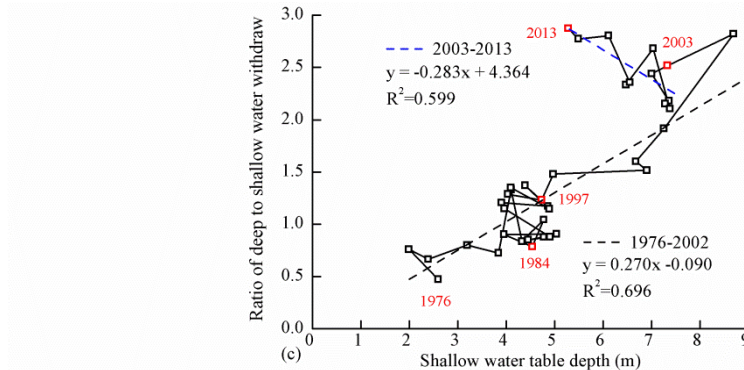 Ratio of deep to shallow water withdraw
3.0
2.5
2.0
1.5
1.0
0.5
0.0
2013
2003
2003-2013
y = -0.283x + 4.364
R²=0.599
1997
1984
1976
1976-2002
y = 0.270x -0.090
R²=0.696
0 1 2 3 4 5 6 7 8 9
(c)
Shallow water table depth (m)